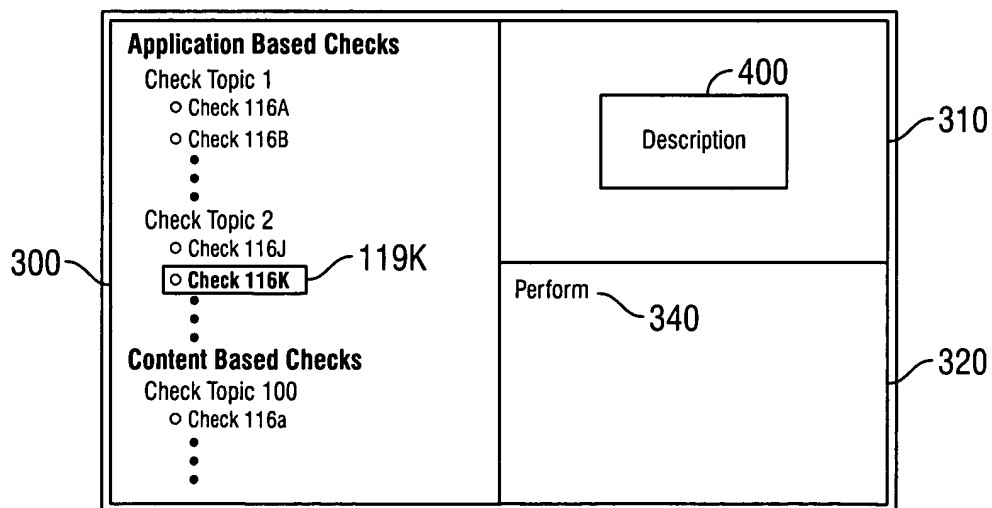 Application Based Checks
Check Topic 1
Check 116A
Check 116B
Check Topic 2
Check 116J
Check 116K
Content Based Checks
Check Topic 100
Check 116a
300
119K
400
Description
310
Perform
340
320